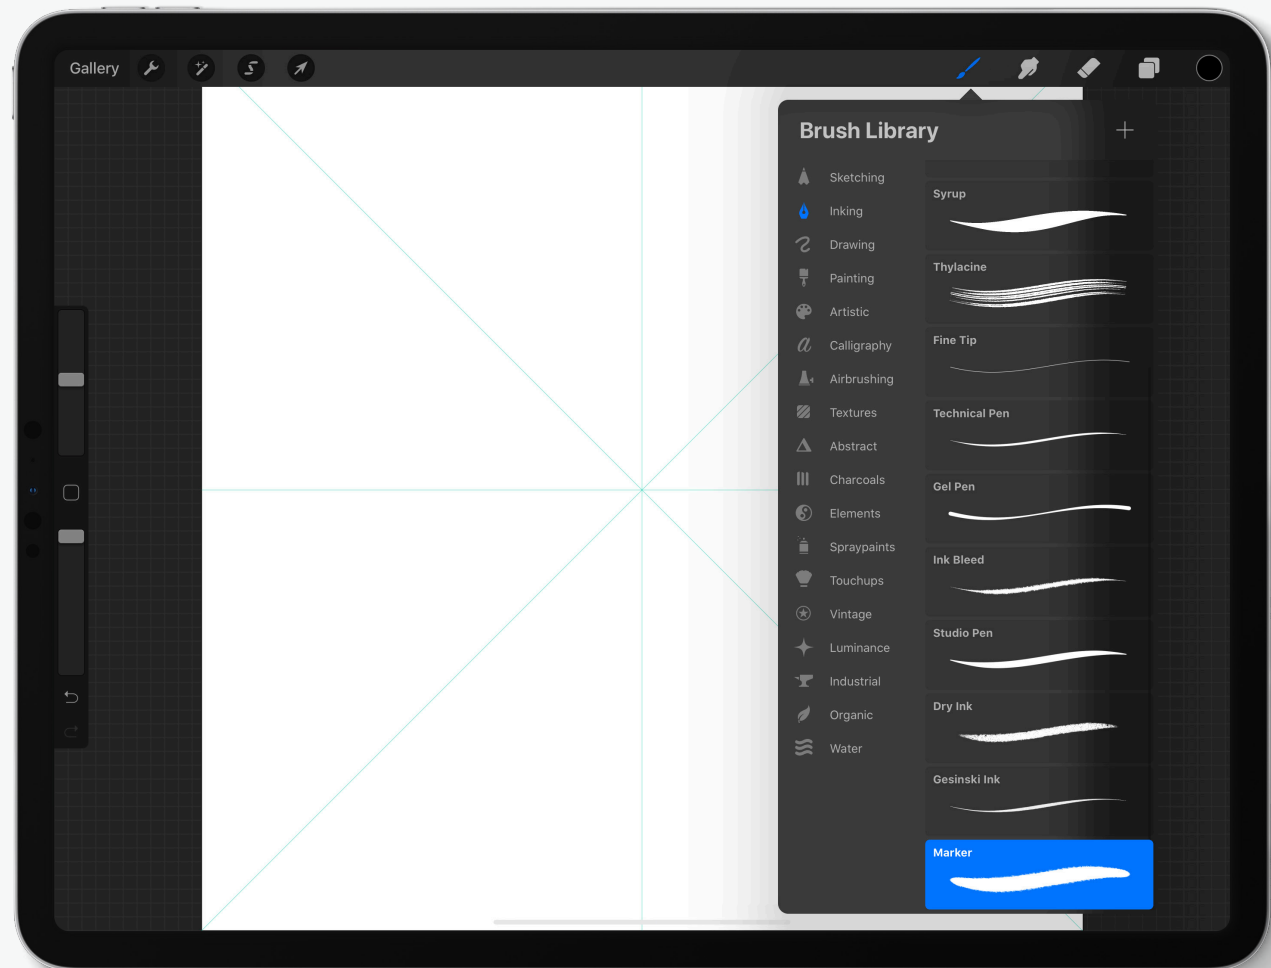 Gallery
Brush Library
Sketching
Inking
Drawing
Painting
Artistic
Calligraphy
Airbrushing
Textures
Abstract
Charcoals
Elements
Spraypaints
Touchups
Vintage
Luminance
Industrial
Organic
Water
Syrup
Thylacine
Fine Tip
Technical Pen
Gel Pen
Ink Bleed
Studio Pen
Dry Ink
Gesinski Ink
Marker